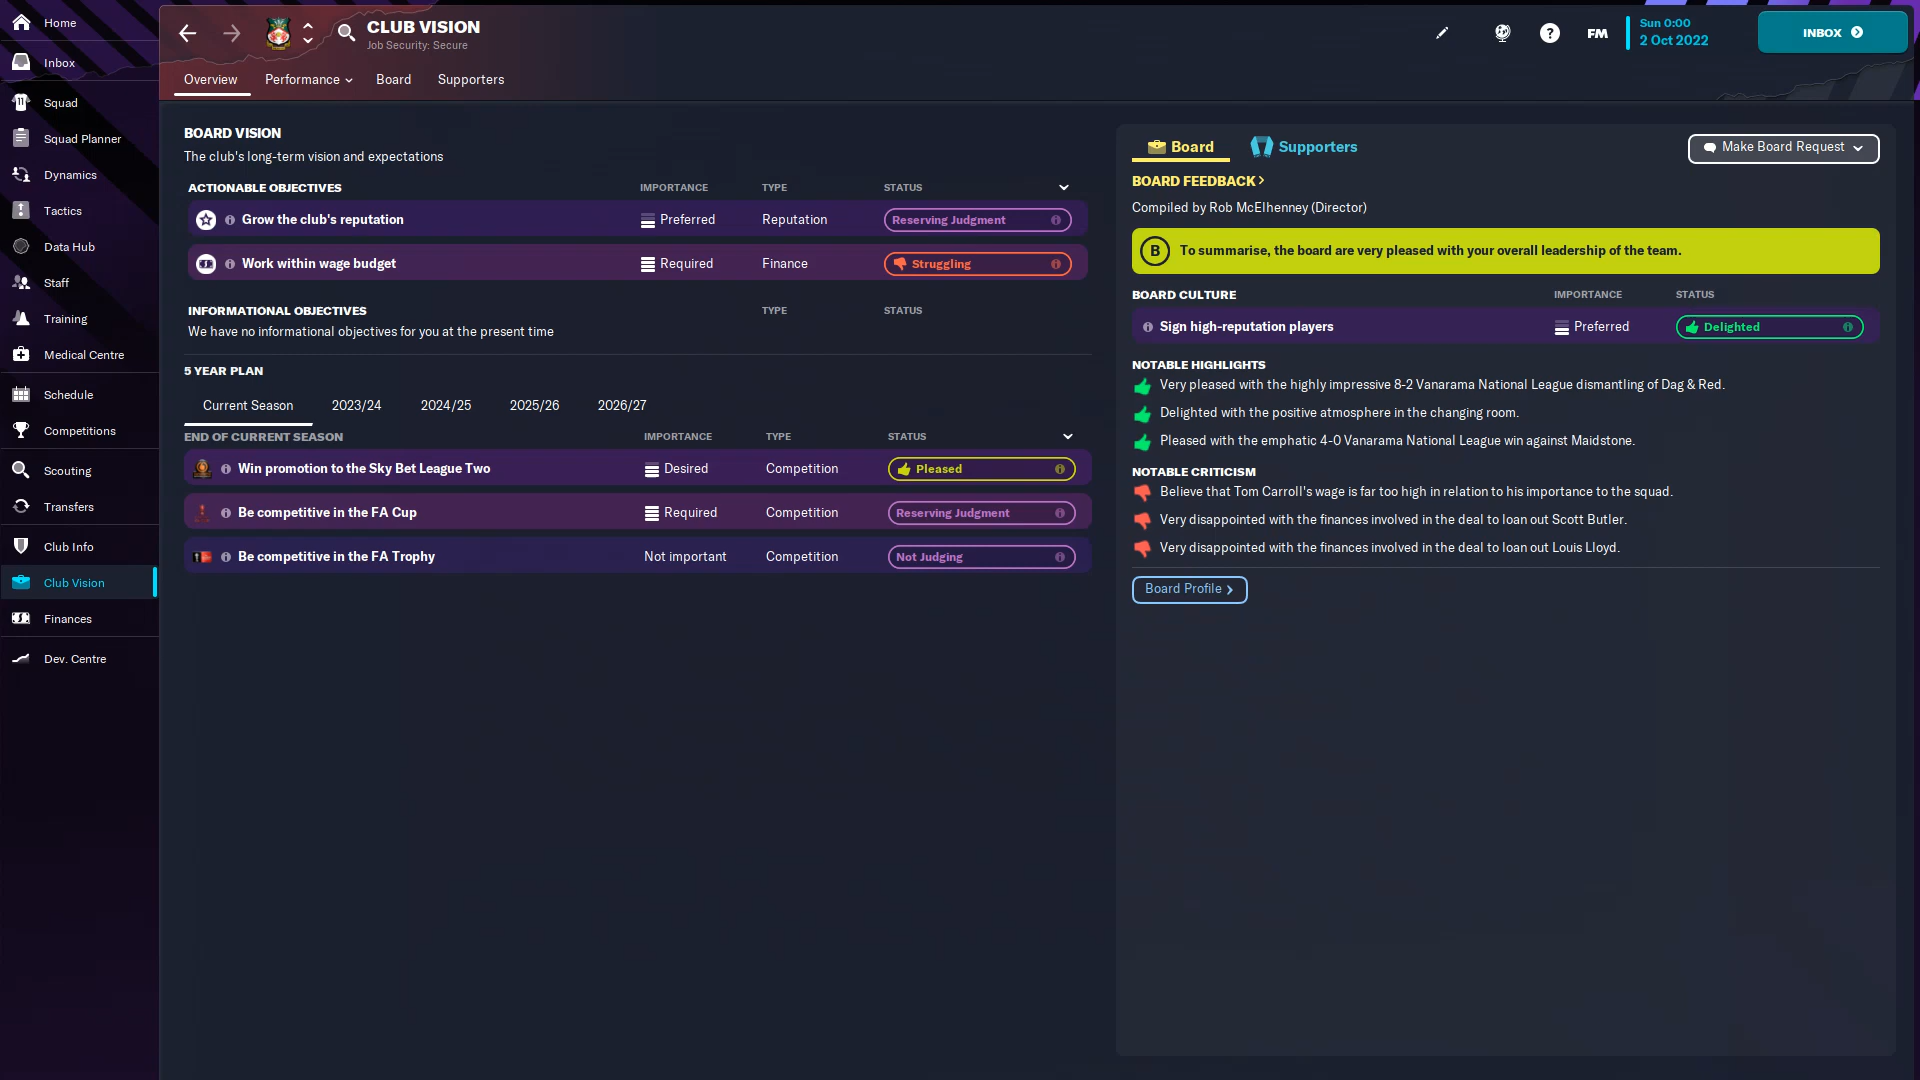 Home
Inbox
Squad
Squad Planner
Dynamics
Tactics
Data Hub
Staff
Training
Medical Centre
Schedule
Competitions
Scouting
Transfers
Club Info
Club Vision
Finances
Dev. Centre
CLUB VISION
Job Security: Secure
FM
Sun 0:00
2 Oct 2022
INBOX
Overview Performance Board Supporters
BOARD VISION
The club's long-term vision and expectations
ACTIONABLE OBJECTIVES IMPORTANCE TYPE STATUS
Grow the club's reputation Preferred Reputation Reserving Judgment
Work within wage budget Required Finance Struggling
INFORMATIONAL OBJECTIVES TYPE STATUS
We have no informational objectives for you at the present time
5 YEAR PLAN
Current Season 2023/24 2024/25 2025/26 2026/27
END OF CURRENT SEASON IMPORTANCE TYPE STATUS
Win promotion to the Sky Bet League Two Desired Competition Pleased
Be competitive in the FA Cup Required Competition Reserving Judgment
Be competitive in the FA Trophy Not important Competition Not Judging
Board Supporters Make Board Request
BOARD FEEDBACK
Compiled by Rob McElhenney (Director)
B To summarise, the board are very pleased with your overall leadership of the team.
BOARD CULTURE IMPORTANCE STATUS
Sign high-reputation players Preferred Delighted
NOTABLE HIGHLIGHTS
Very pleased with the highly impressive 8-2 Vanarama National League dismantling of Dag & Red.
Delighted with the positive atmosphere in the changing room.
Pleased with the emphatic 4-0 Vanarama National League win against Maidstone.
NOTABLE CRITICISM
Believe that Tom Carroll's wage is far too high in relation to his importance to the squad.
Very disappointed with the finances involved in the deal to loan out Scott Butler.
Very disappointed with the finances involved in the deal to loan out Louis Lloyd.
Board Profile